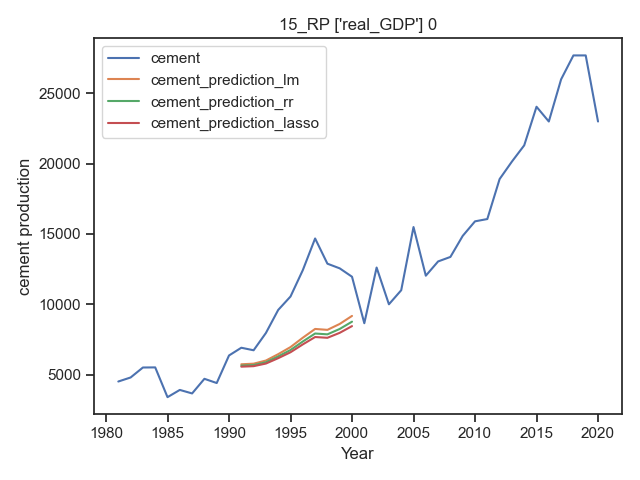 15_RP ['real_GDP'] 0
cement
cement_prediction_lm
cement_prediction_rr
cement_prediction_lasso
cement production
25000
20000
15000
10000
5000
1980 1985 1990 1995 2000 2005 2010 2015 2020
Year